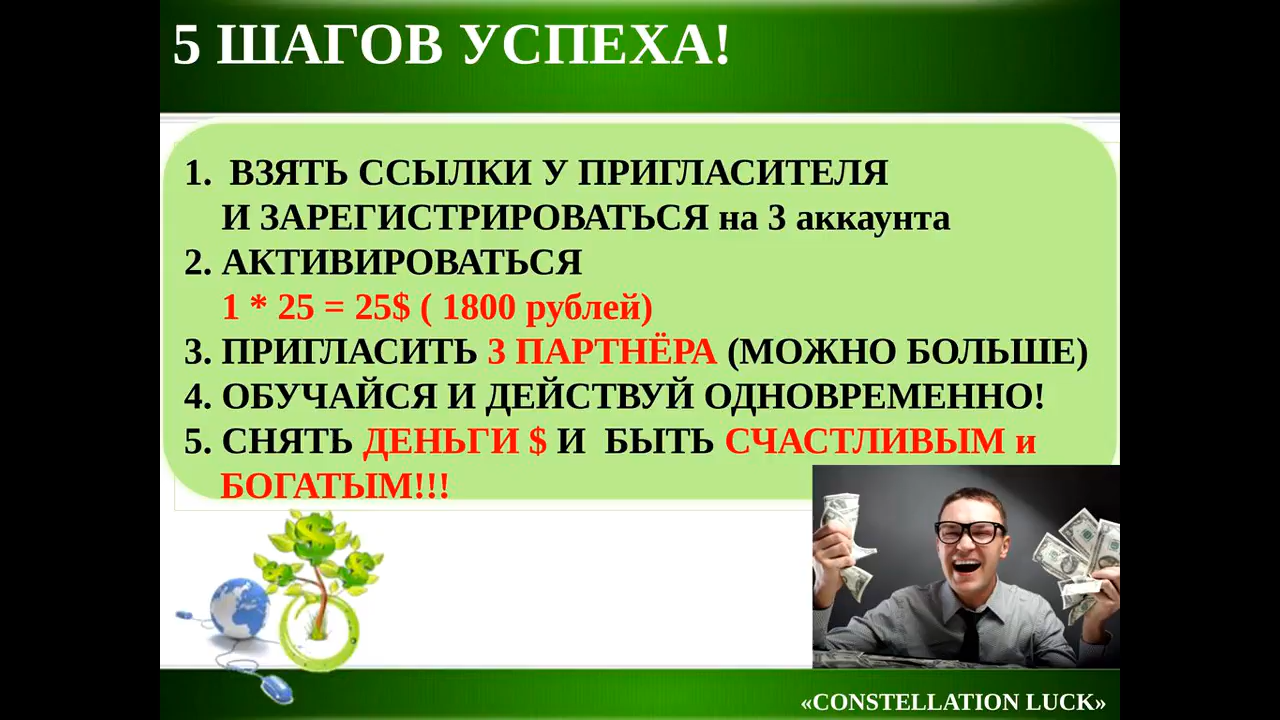 5 ШАГОВ УСПЕХА!
1. ВЗЯТЬ ССЫЛКИ У ПРИГЛАСИТЕЛЯ
И ЗАРЕГИСТРИРОВАТЬСЯ на 3 аккаунта
2. АКТИВИРОВАТЬСЯ
1 * 25 = 25$ ( 1800 рублей)
3. ПРИГЛАСИТЬ 3 ПАРТНЁРА (МОЖНО БОЛЬШЕ)
4. ОБУЧАЙСЯ И ДЕЙСТВУЙ ОДНОВРЕМЕННО!
5. СНЯТЬ ДЕНЬГИ $ И БЫТЬ СЧАСТЛИВЫМ и
БОГАТЫМ!!!
«CONSTELLATION LUCK»